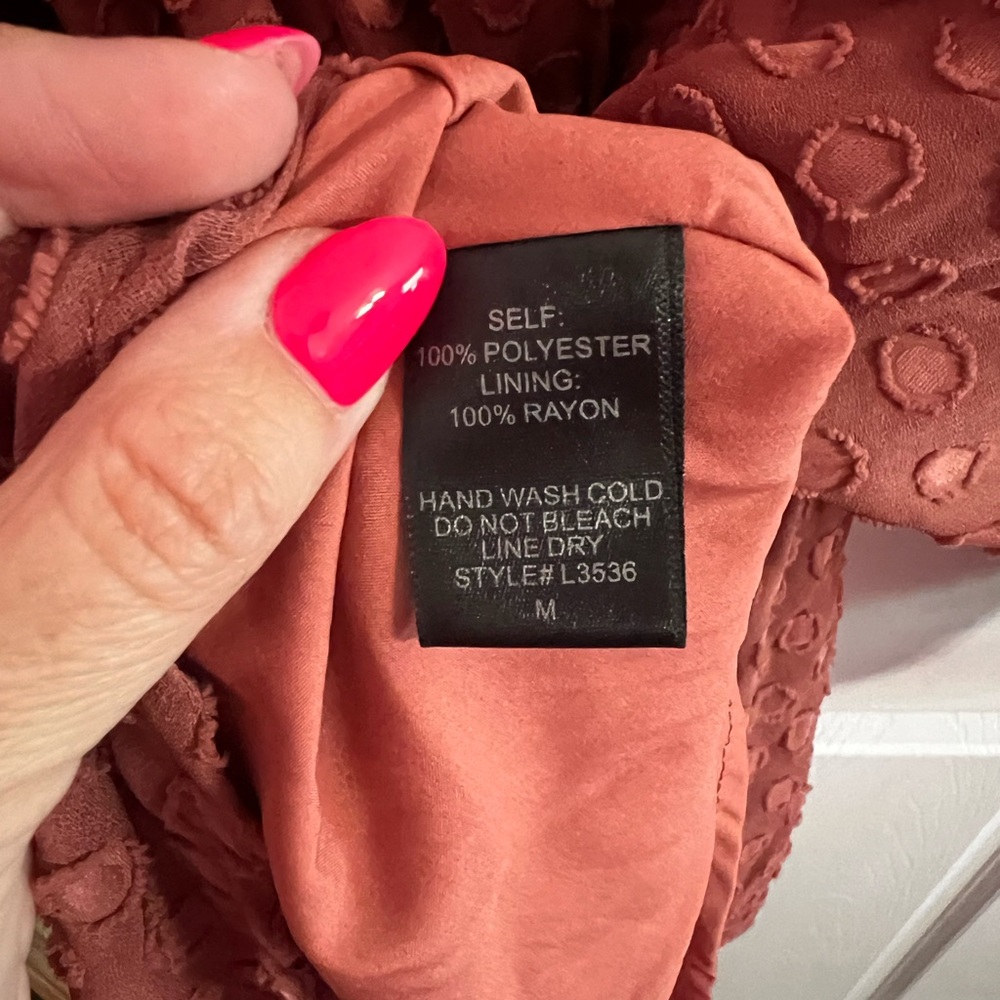 SELF:
100% POLYESTER
LINING:
100% RAYON
HAND WASH COLD
DO NOT BLEACH
LINE DRY
STYLE# L3536
M